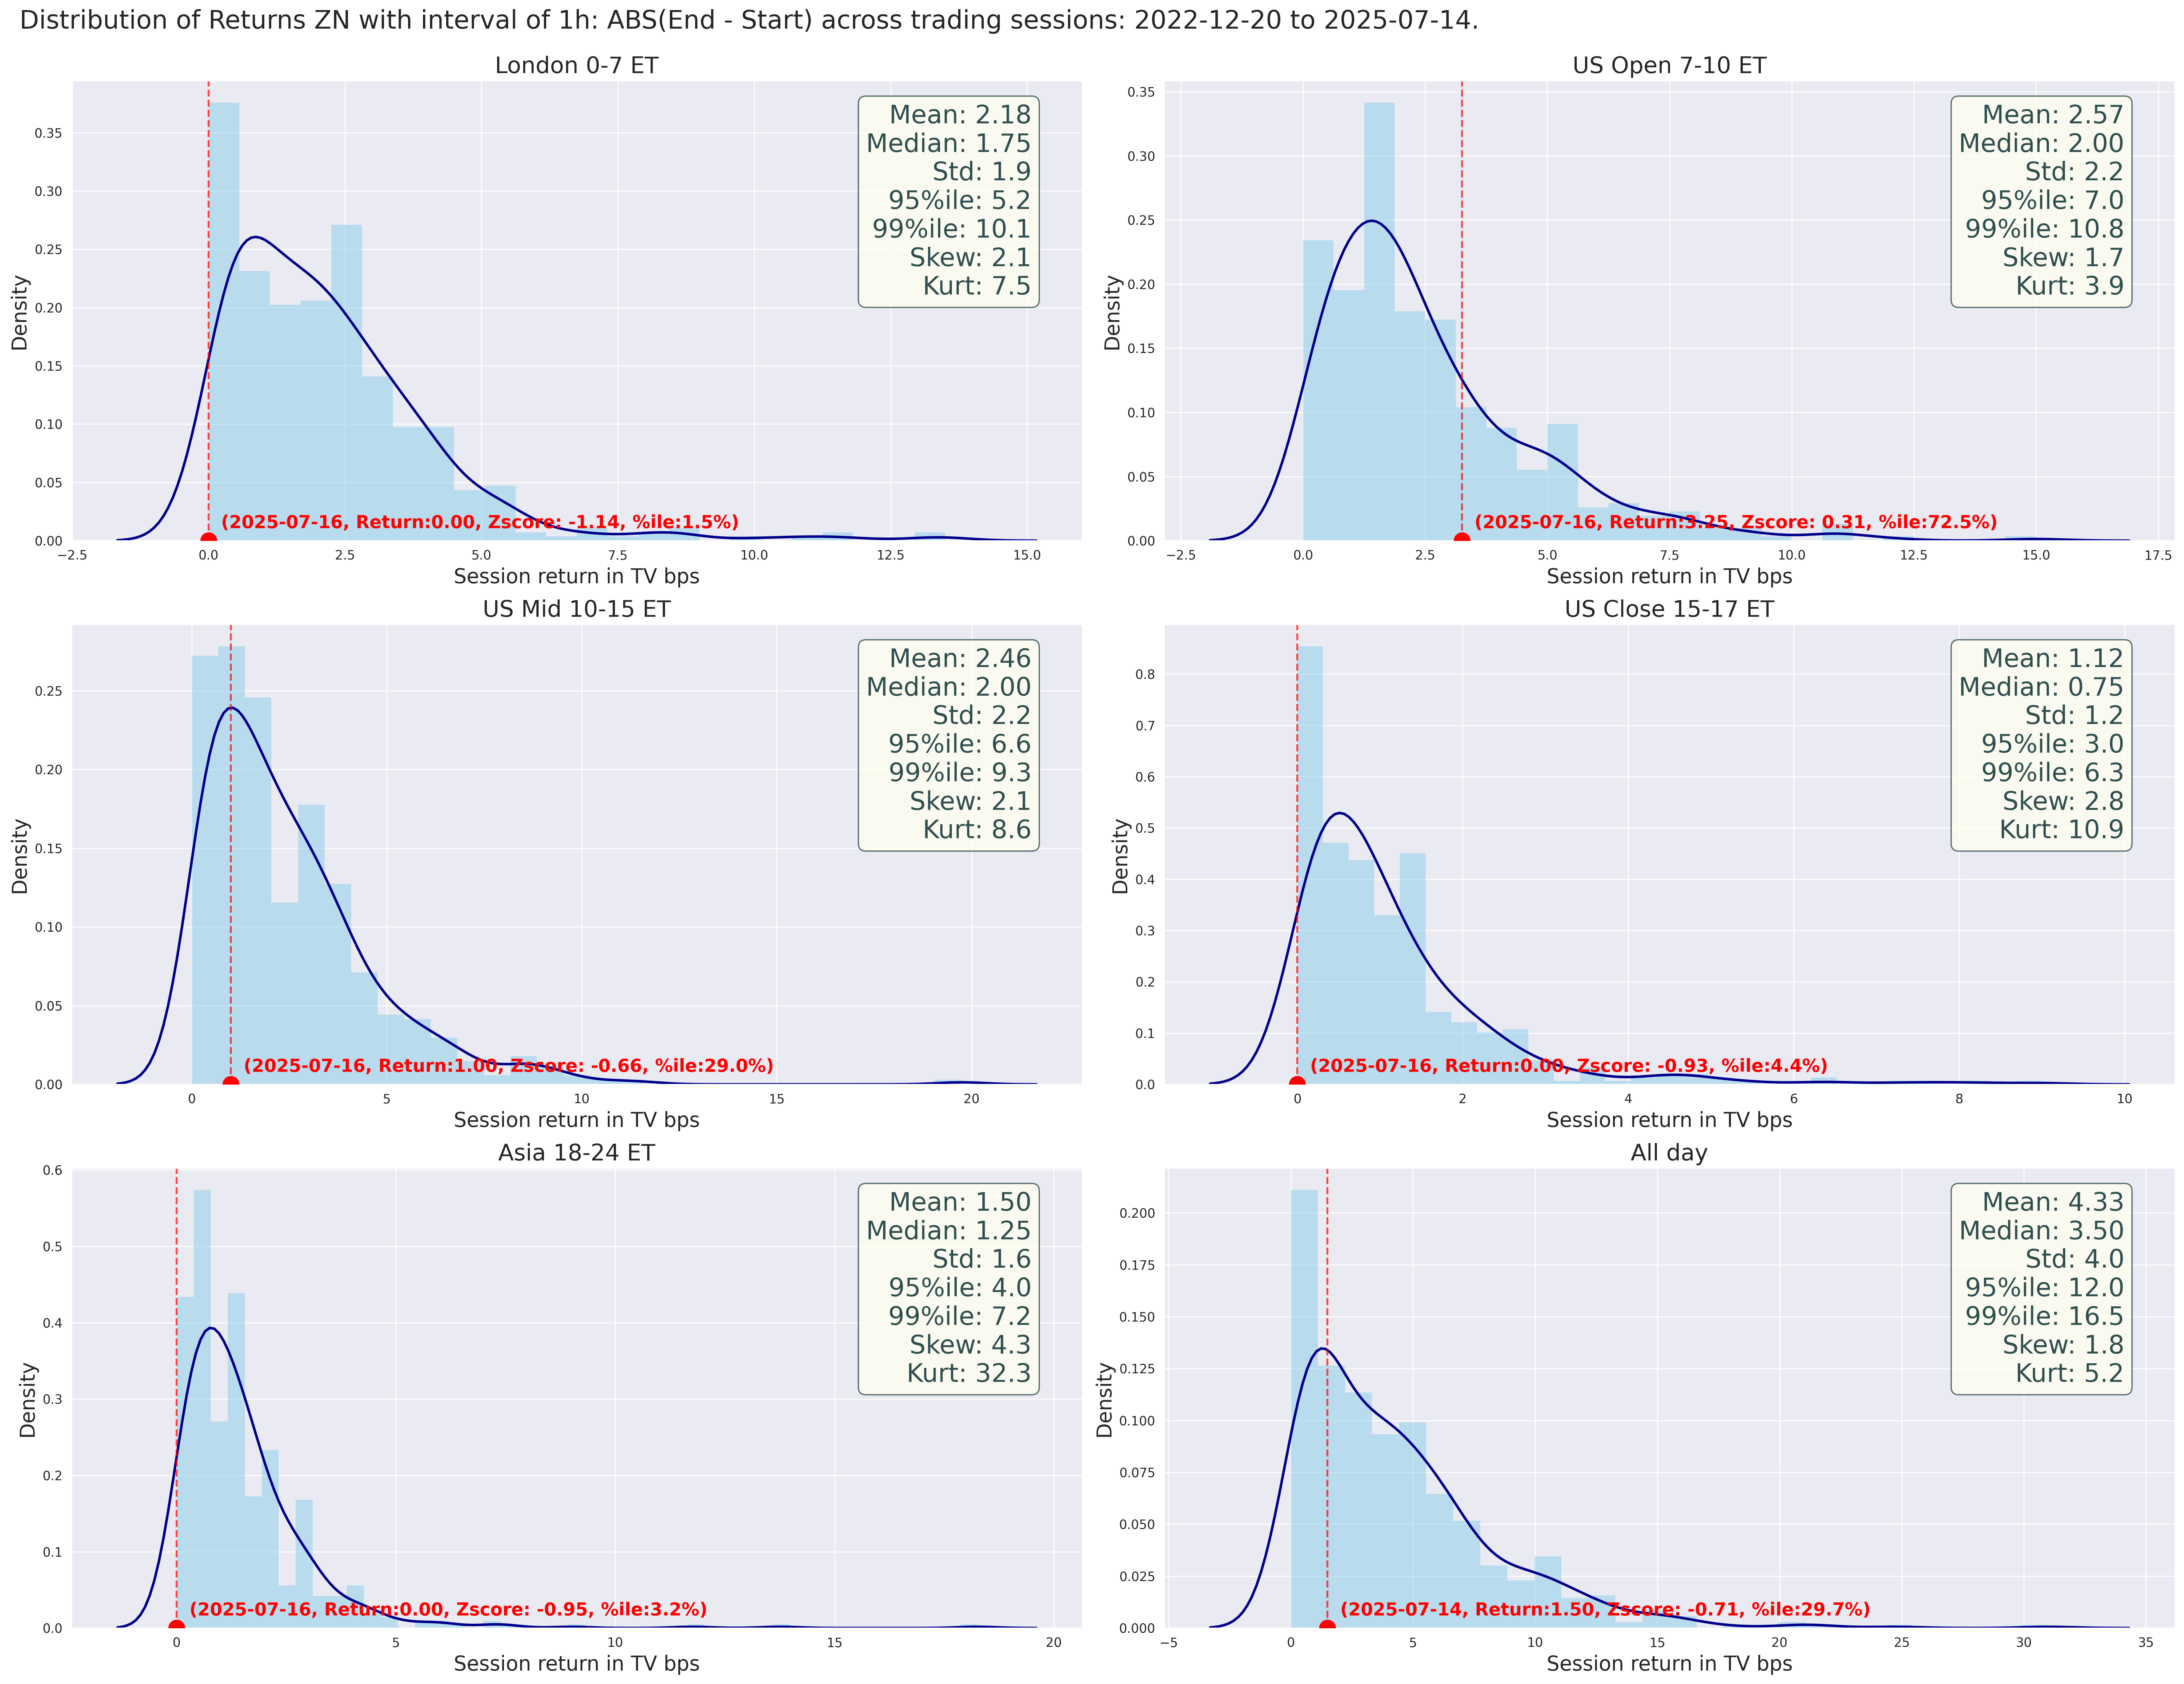 Distribution of Returns ZN with interval of 1h: ABS(End - Start) across trading sessions: 2022-12-20 to 2025-07-14.
London 0-7 ET
Density
0.35
0.30
0.25
0.20
0.15
0.10
0.05
0.00
Mean: 2.18
Median: 1.75
Std: 1.9
95%ile: 5.2
99%ile: 10.1
Skew: 2.1
Kurt: 7.5
(2025-07-16, Return:0.00, Zscore: -1.14, %ile:1.5%)
−2.5 0.0 2.5 5.0 7.5 10.0 12.5 15.0
Session return in TV bps
US Open 7-10 ET
Density
0.35
0.30
0.25
0.20
0.15
0.10
0.05
0.00
Mean: 2.57
Median: 2.00
Std: 2.2
95%ile: 7.0
99%ile: 10.8
Skew: 1.7
Kurt: 3.9
(2025-07-16, Return:3.25, Zscore: 0.31, %ile:72.5%)
−2.5 0.0 2.5 5.0 7.5 10.0 12.5 15.0 17.5
Session return in TV bps
US Mid 10-15 ET
Density
0.25
0.20
0.15
0.10
0.05
0.00
Mean: 2.46
Median: 2.00
Std: 2.2
95%ile: 6.6
99%ile: 9.3
Skew: 2.1
Kurt: 8.6
(2025-07-16, Return:1.00, Zscore: -0.66, %ile:29.0%)
0 5 10 15 20
Session return in TV bps
US Close 15-17 ET
Density
0.8
0.7
0.6
0.5
0.4
0.3
0.2
0.1
0.0
Mean: 1.12
Median: 0.75
Std: 1.2
95%ile: 3.0
99%ile: 6.3
Skew: 2.8
Kurt: 10.9
(2025-07-16, Return:0.00, Zscore: -0.93, %ile:4.4%)
0 2 4 6 8 10
Session return in TV bps
Asia 18-24 ET
Density
0.6
0.5
0.4
0.3
0.2
0.1
0.0
Mean: 1.50
Median: 1.25
Std: 1.6
95%ile: 4.0
99%ile: 7.2
Skew: 4.3
Kurt: 32.3
(2025-07-16, Return:0.00, Zscore: -0.95, %ile:3.2%)
0 5 10 15 20
Session return in TV bps
All day
Density
0.200
0.175
0.150
0.125
0.100
0.075
0.050
0.025
0.000
Mean: 4.33
Median: 3.50
Std: 4.0
95%ile: 12.0
99%ile: 16.5
Skew: 1.8
Kurt: 5.2
(2025-07-14, Return:1.50, Zscore: -0.71, %ile:29.7%)
−5 0 5 10 15 20 25 30 35
Session return in TV bps